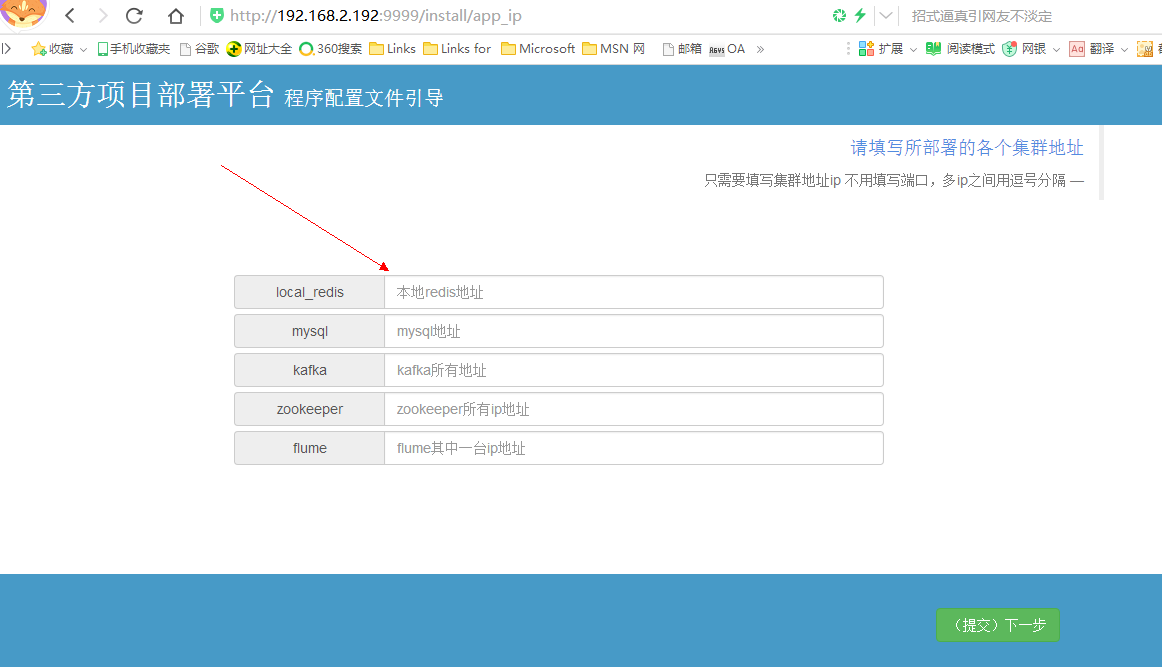 http://192.168.2.192:9999/install/app_ip 招式逼真引网友不淡定
收藏 手机收藏夹 谷歌 网址大全 360搜索 Links Links for Microsoft MSN 网 邮箱 OA » 扩展 阅读模式 网银 Aa 翻译
第三方项目部署平台 程序配置文件引导
请填写所部署的各个集群地址
只需要填写集群地址ip 不用填写端口，多ip之间用逗号分隔 —
local_redis 本地redis地址
mysql mysql地址
kafka kafka所有地址
zookeeper zookeeper所有ip地址
flume flume其中一台ip地址
（提交）下一步